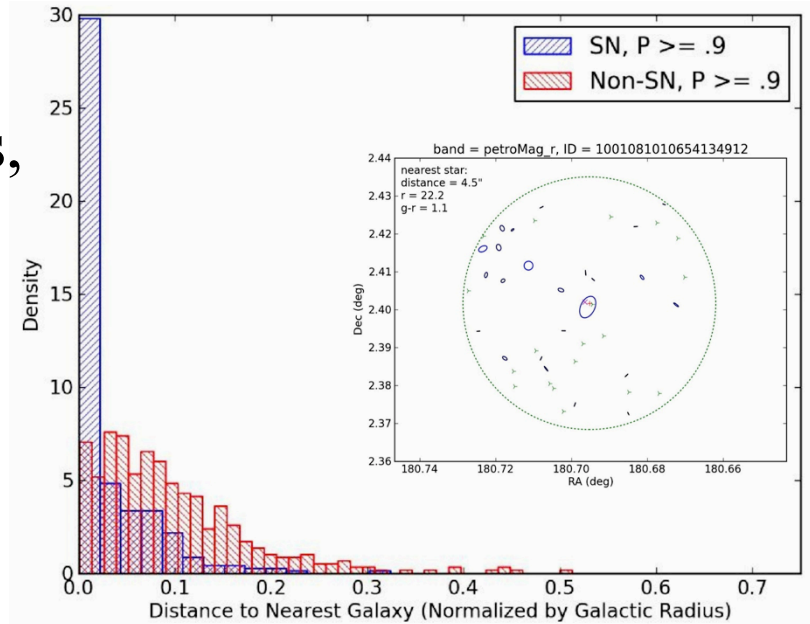 s,
30
25
20
15
10
5
0
Density
SN, P >= .9
Non-SN, P >= .9
band = petroMag_r, ID = 1001081010654134912
nearest star:
distance = 4.5"
r = 22.2
g-r = 1.1
2.44
2.43
2.42
2.41
2.40
2.39
2.38
2.37
2.36
Dec (deg)
180.74 180.72 180.70 180.68 180.66
RA (deg)
0.0 0.1 0.2 0.3 0.4 0.5 0.6 0.7
Distance to Nearest Galaxy (Normalized by Galactic Radius)